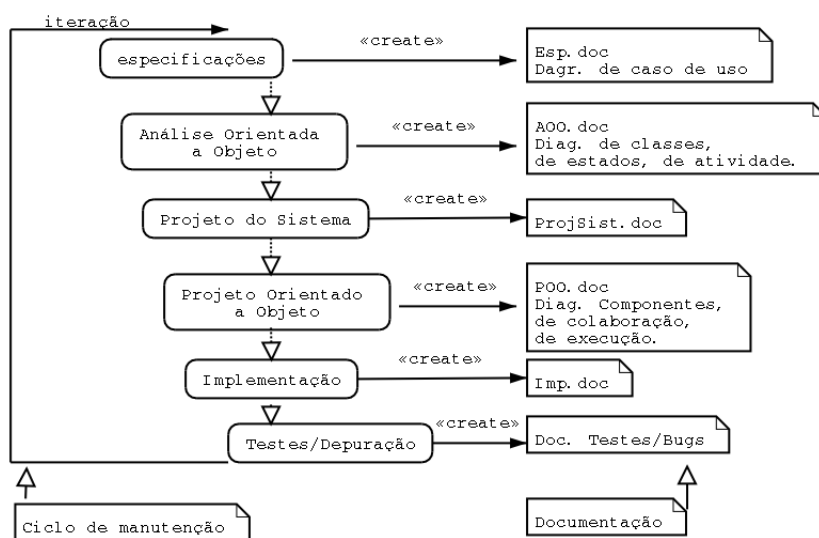 iteração
especificações
«create»
Esp.doc
Dagr. de caso de uso
Análise Orientada
a Objeto
«create»
AOO.doc
Diag. de classes,
de estados, de atividade.
Projeto do Sistema
«create»
ProjSist.doc
Projeto Orientado
a Objeto
«create»
POO.doc
Diag. Componentes,
de colaboração,
de execução.
Implementação
«create»
Imp.doc
Testes/Depuração
«create»
Doc. Testes/Bugs
Ciclo de manutenção
Documentação